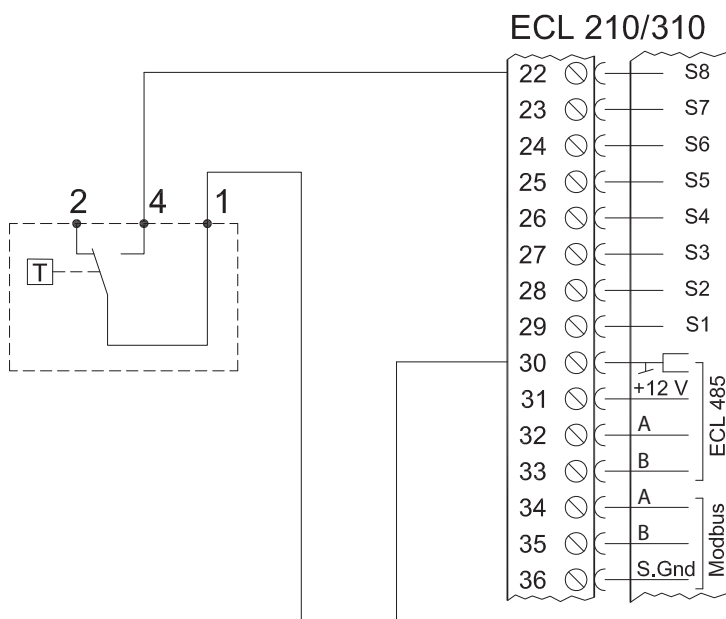 ECL 210/310
22 S8
23 S7
24 S6
2 4 1
25 S5
26 S4
T
27 S3
28 S2
29 S1
30
31 +12 V
32 A
33 B
ECL 485
34 A
35 B
36 S.Gnd
Modbus